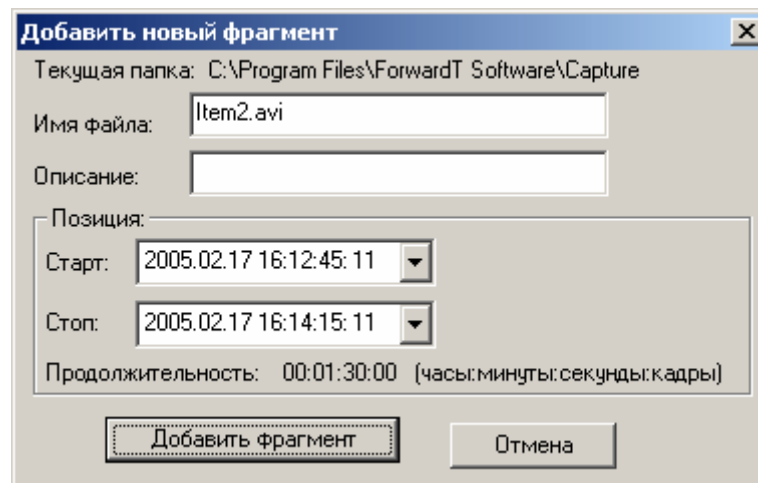 Добавить новый фрагмент
Текущая папка: C:\Program Files\ForwardT Software\Capture
Имя файла: Item2.avi
Описание:
Позиция:
Старт: 2005.02.17 16:12:45: 11
Стоп: 2005.02.17 16:14:15: 11
Продолжительность: 00:01:30:00 (часы:минуты:секунды:кадры)
Добавить фрагмент Отмена